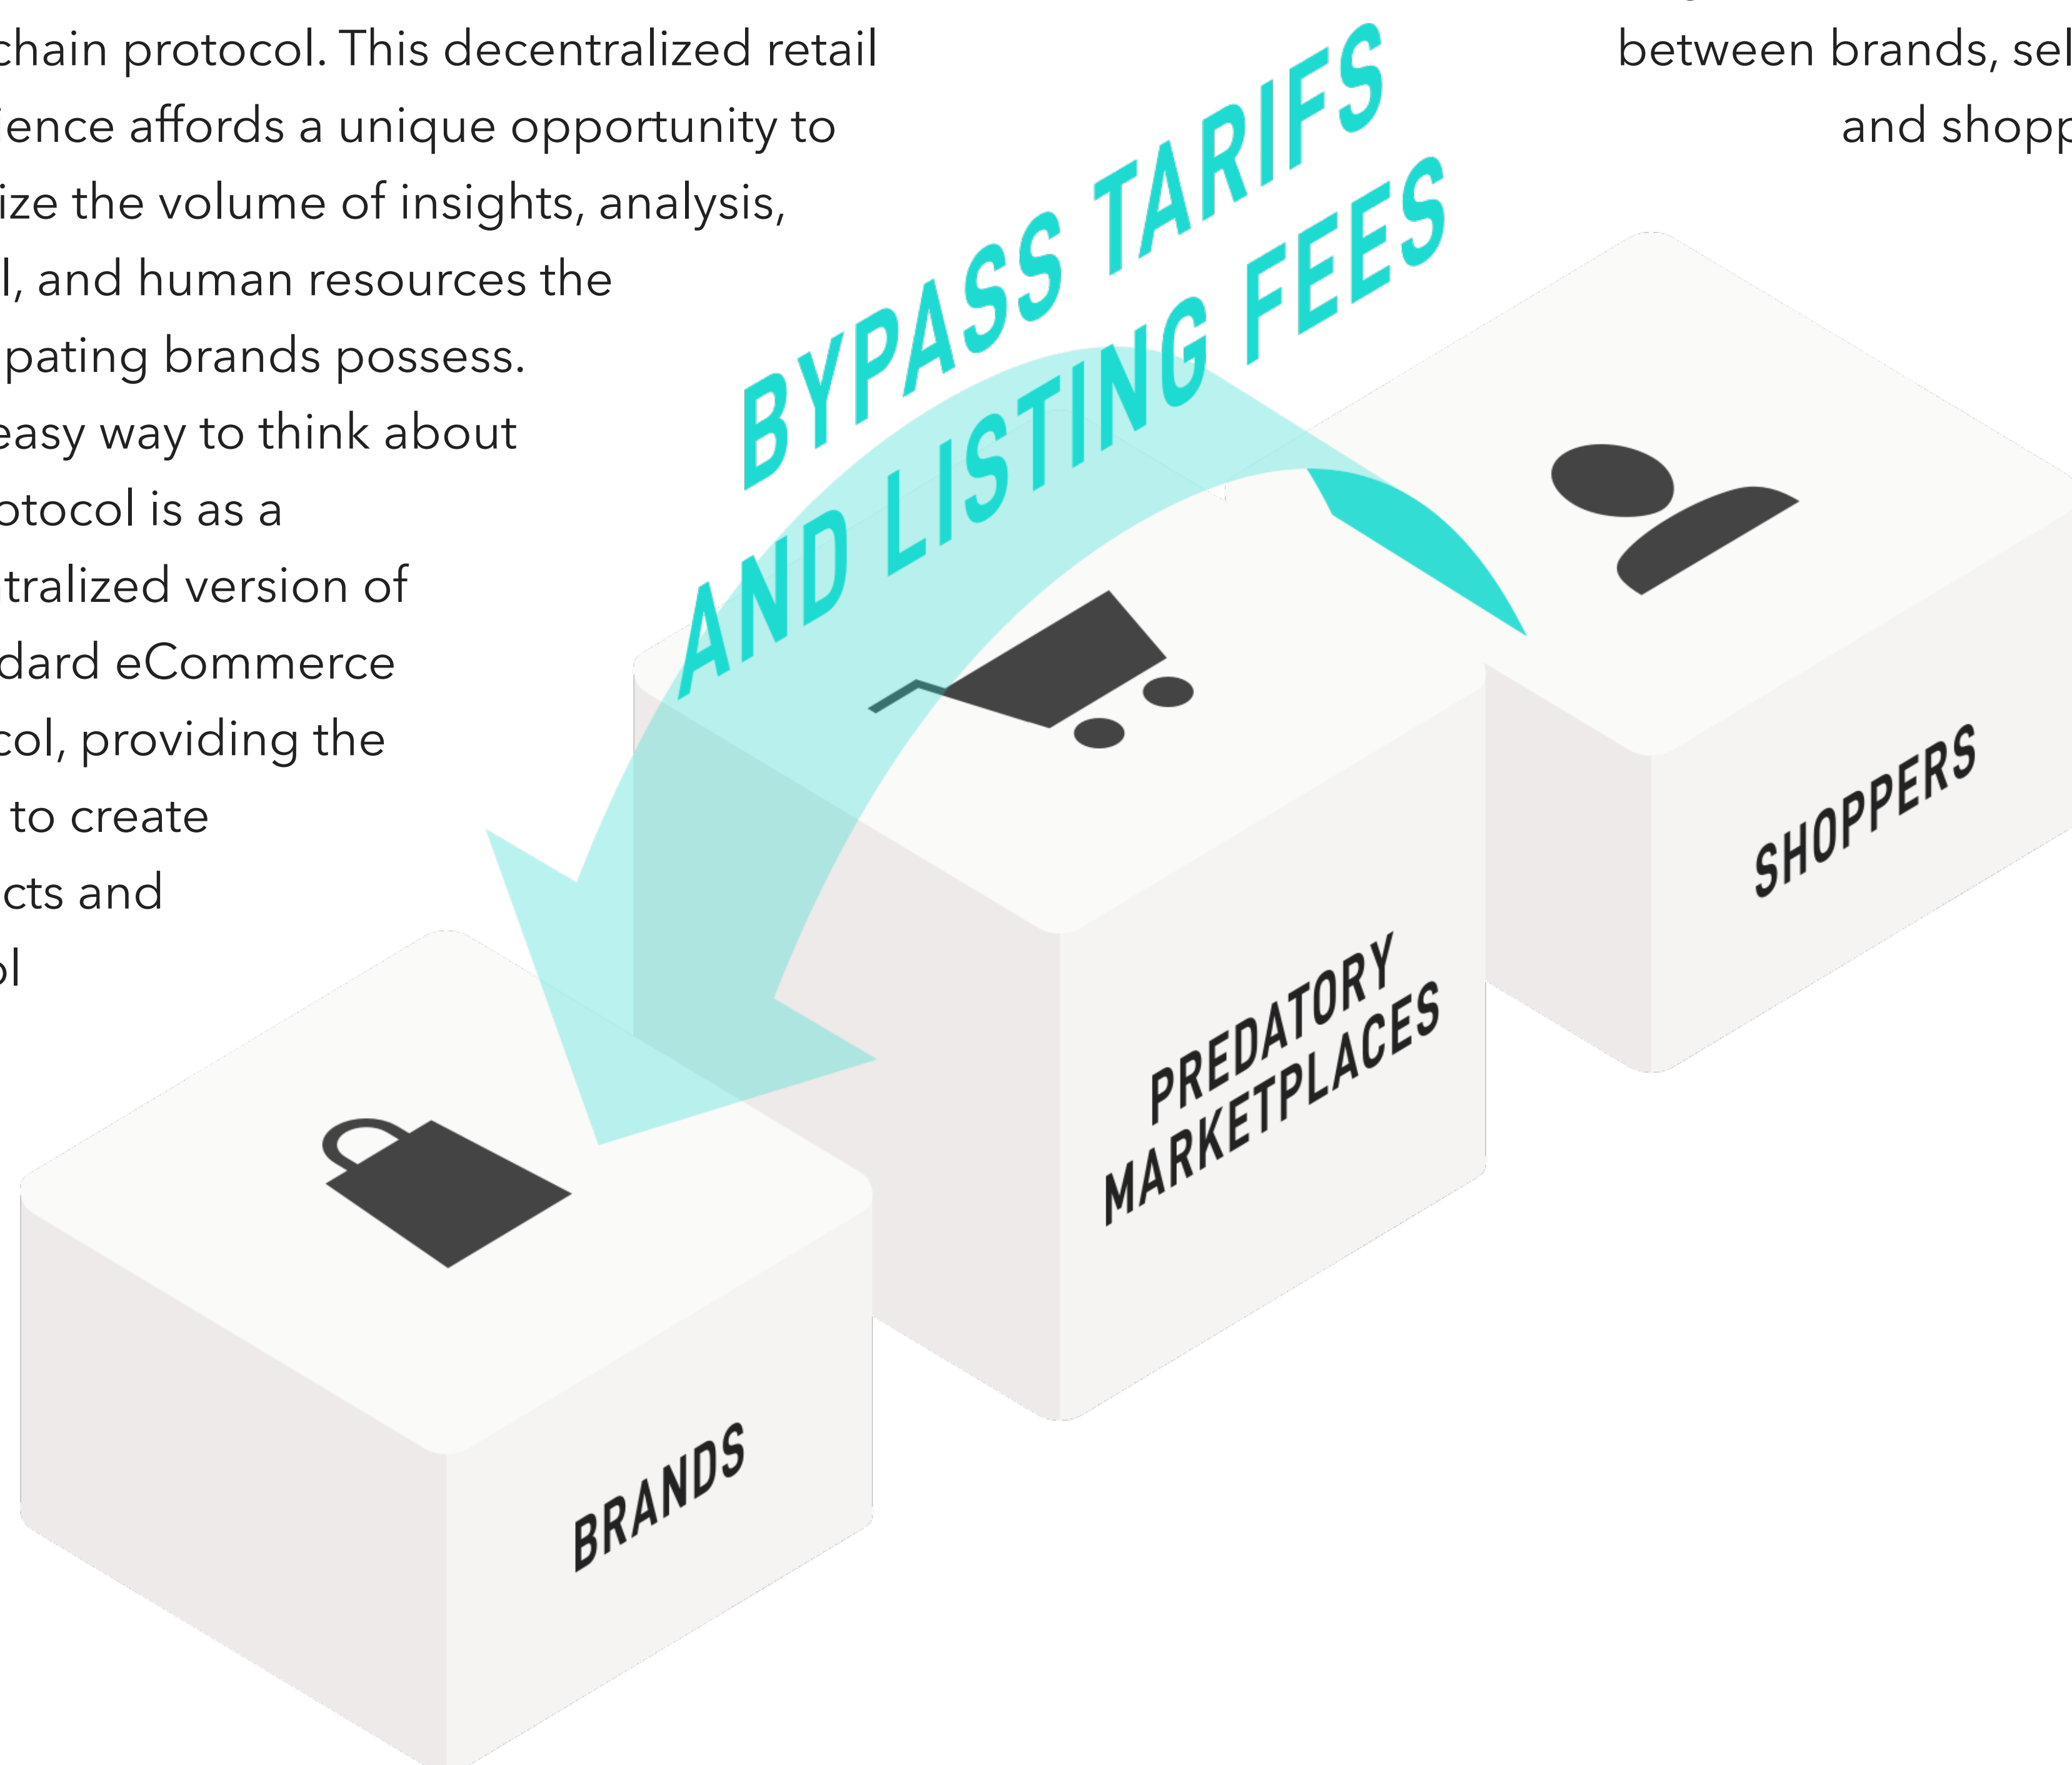 chain protocol. This decentralized retail
ience affords a unique opportunity to
ize the volume of insights, analysis,
l, and human resources the
pating brands possess.
easy way to think about
otocol is as a
tralized version of
dard eCommerce
col, providing the
to create
cts and
ol
between brands, sel
and shopp
BYPASS TARIFS
AND LISTING FEES
SHOPPERS
PREDATORY
MARKETPLACES
BRANDS